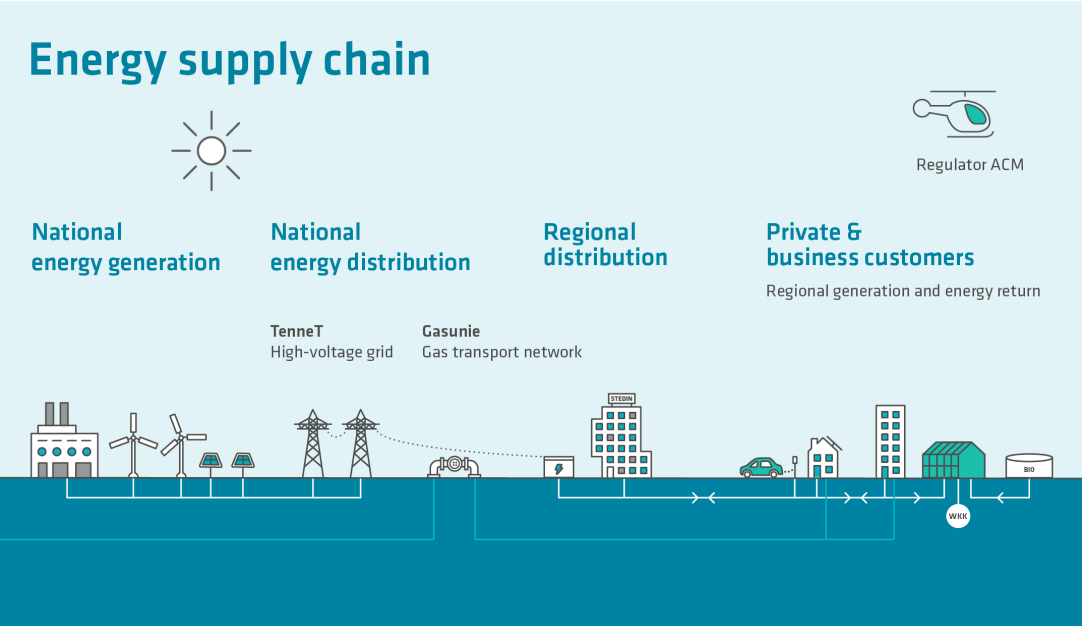 Energy supply chain
Regulator ACM
National
energy generation
National
energy distribution
Regional
distribution
Private &
business customers
Regional generation and energy return
TenneT
High-voltage grid
Gasunie
Gas transport network
STEDIN
BIO
WKK